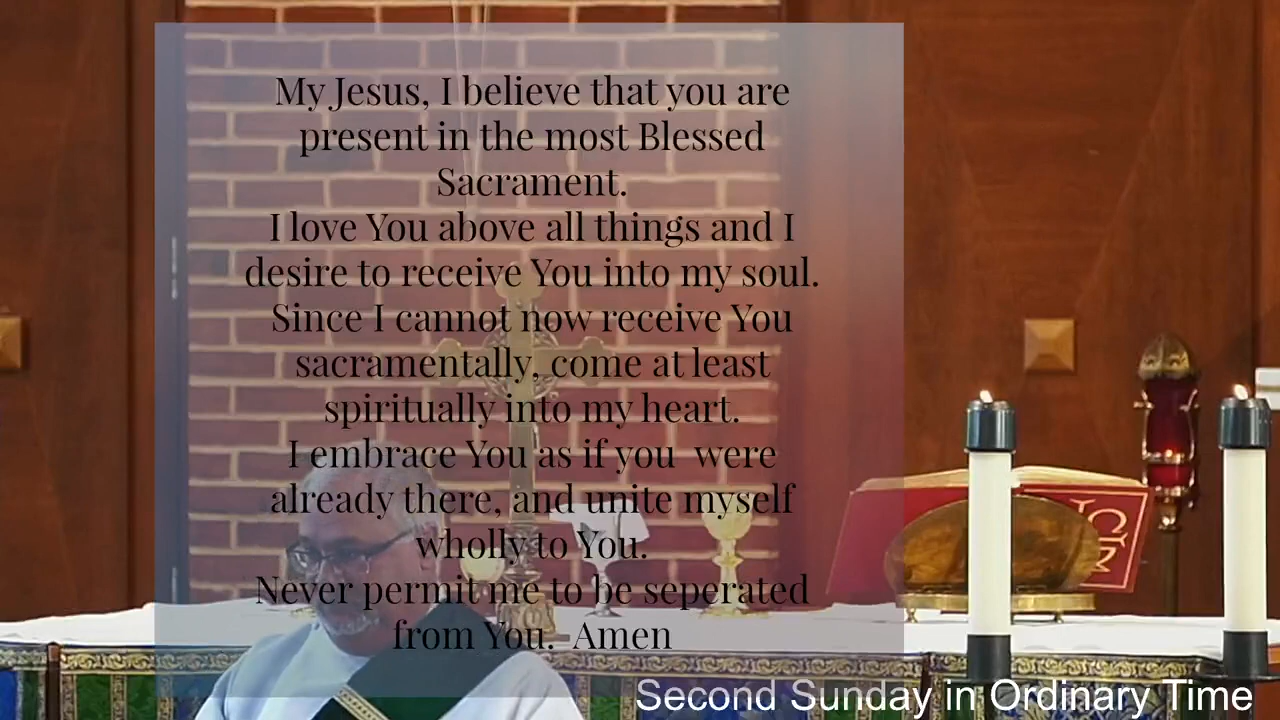 My Jesus, I believe that you are
present in the most Blessed
Sacrament.
I love You above all things and I
desire to receive You into my soul.
Since I cannot now receive You
sacramentally, come at least
spiritually into my heart.
I embrace You as if you  were
already there, and unite myself
wholly to You.
Never permit me to be seperated
from You.  Amen
Second Sunday in Ordinary Time